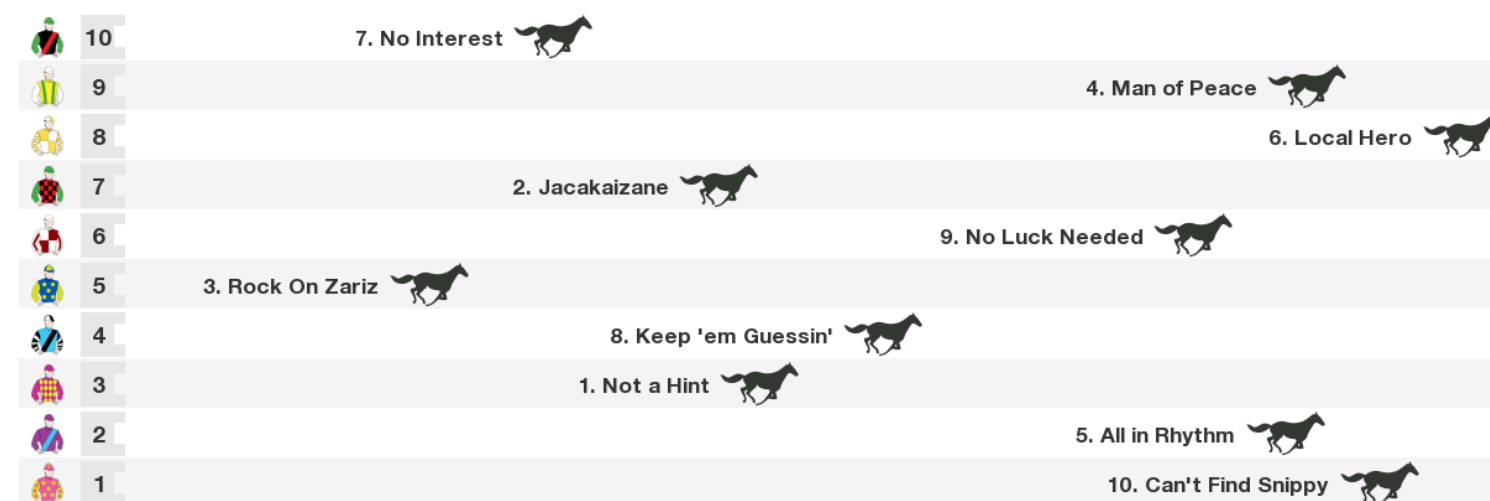 10 7. No Interest
9 4. Man of Peace
8 6. Local Hero
7 2. Jacakaizane
6 9. No Luck Needed
5 3. Rock On Zariz
4 8. Keep 'em Guessin'
3 1. Not a Hint
2 5. All in Rhythm
1 10. Can't Find Snippy